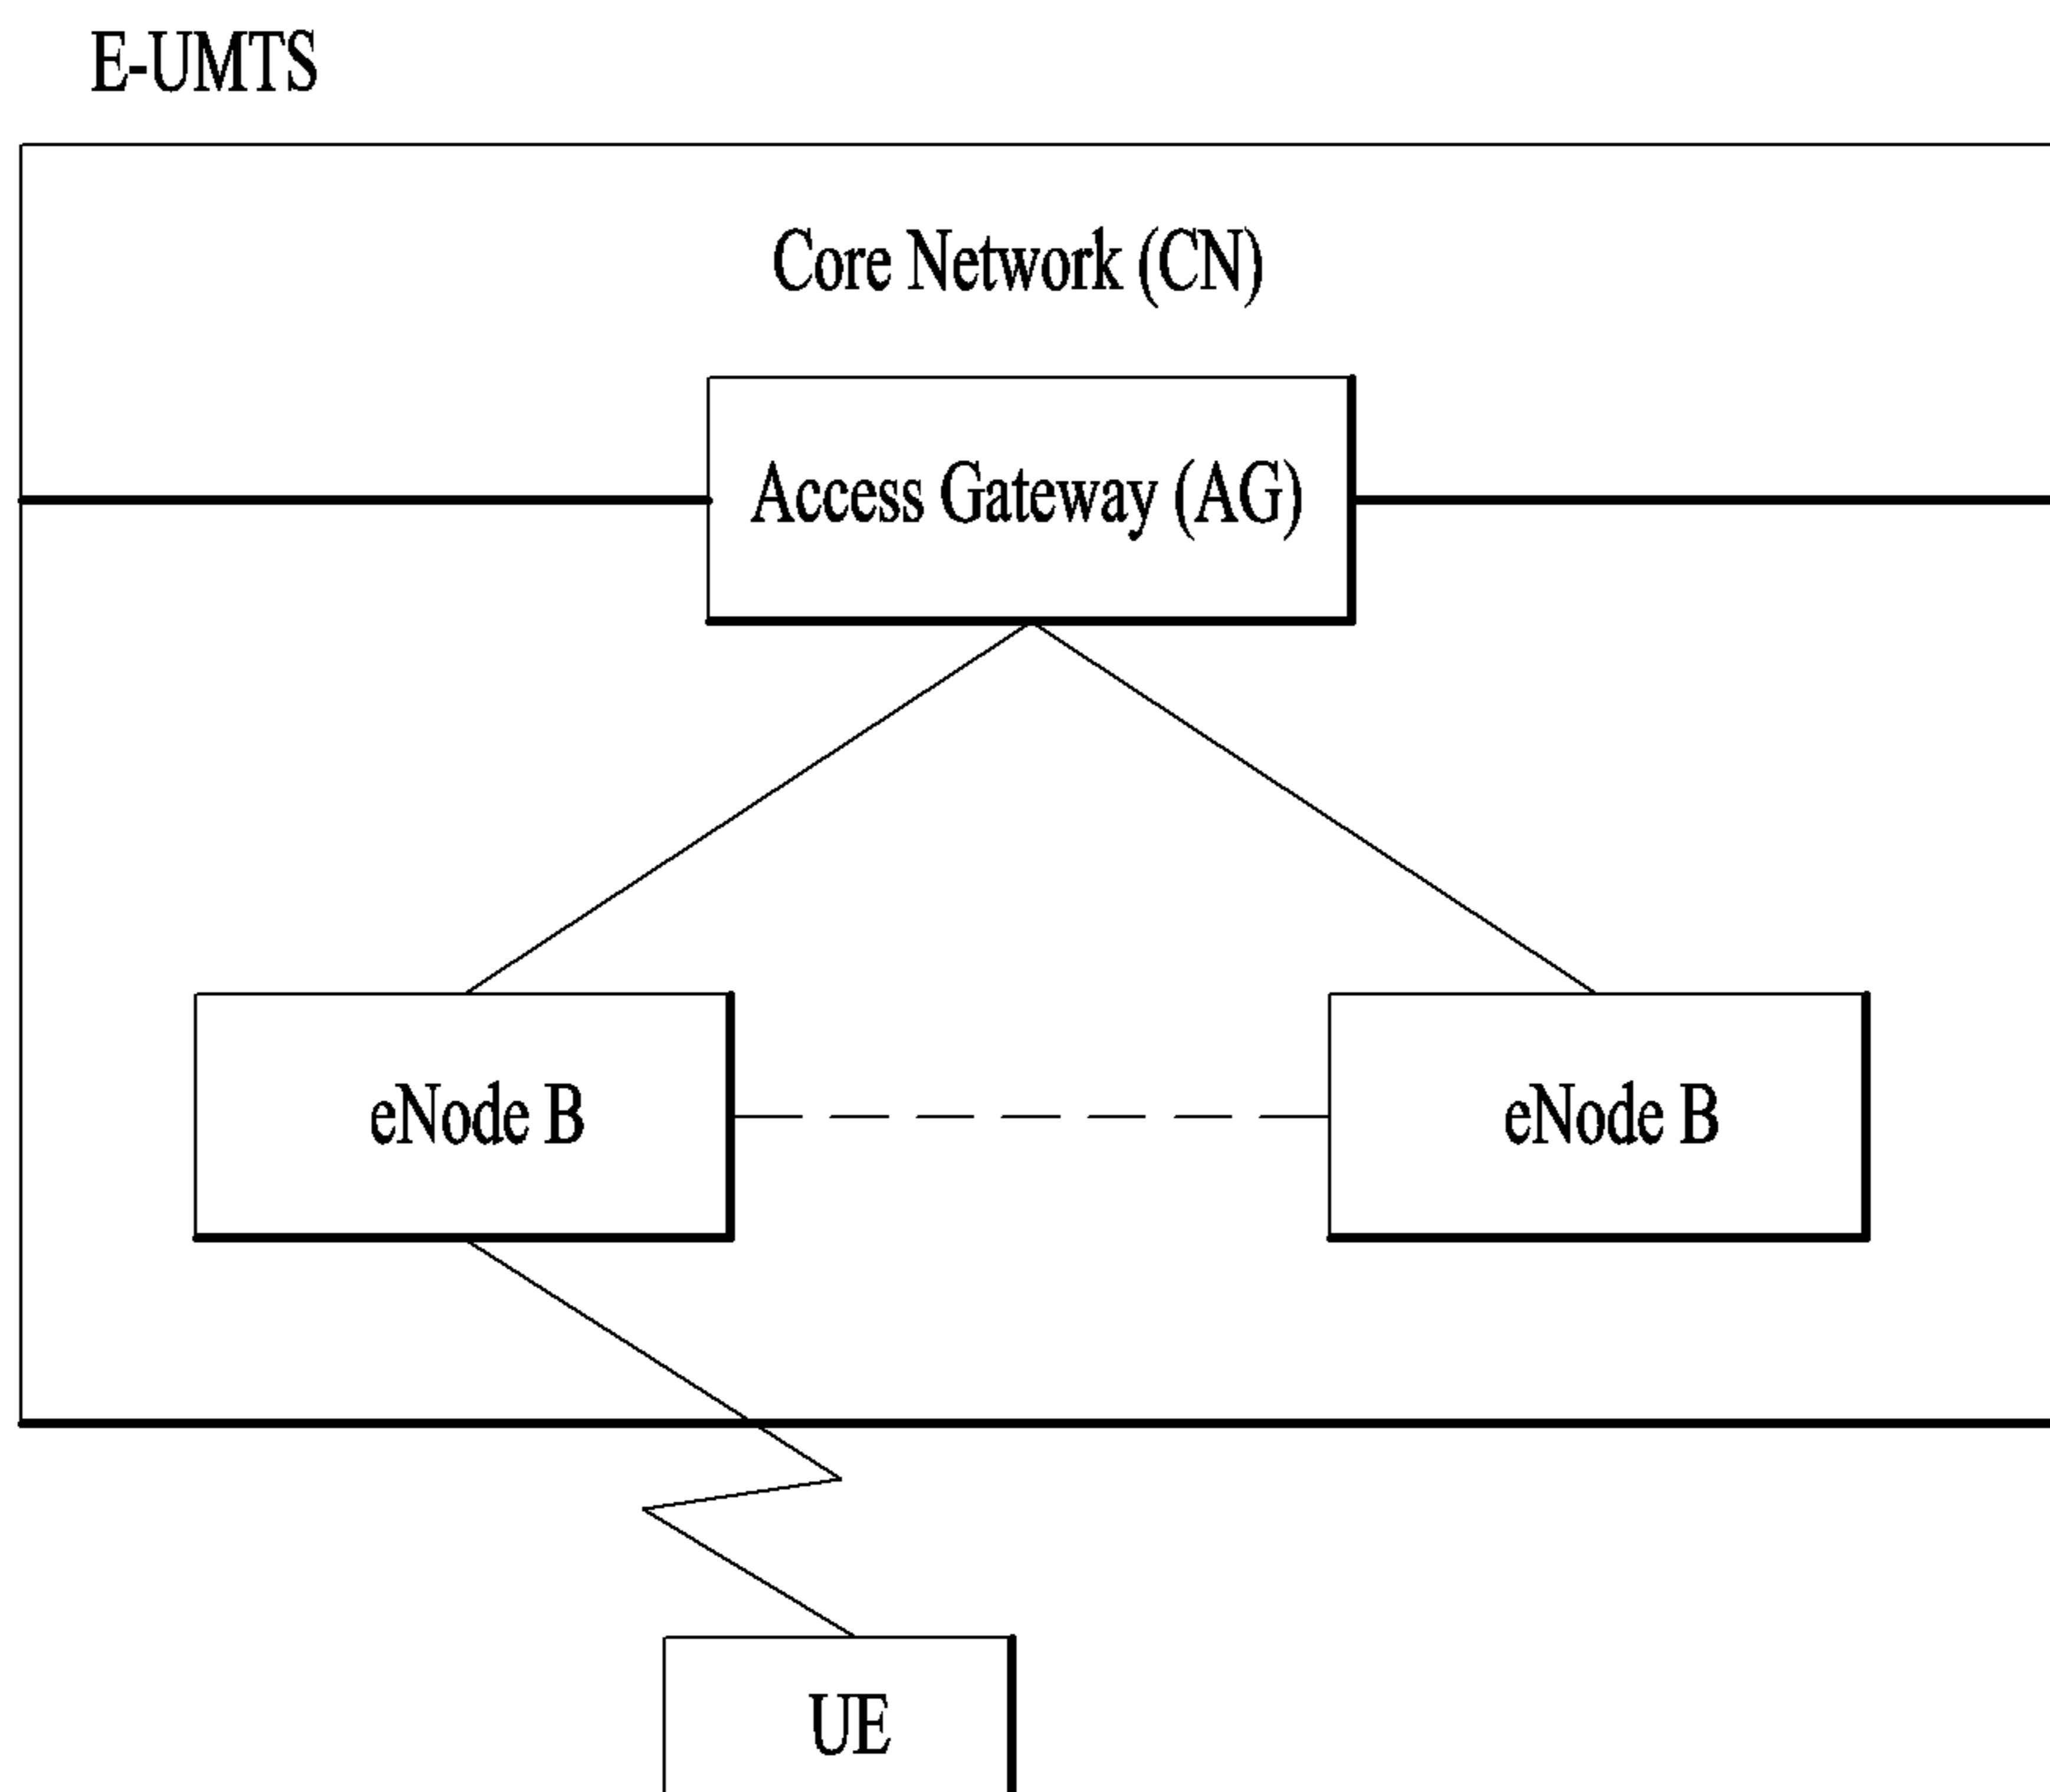 E-UMTS
Core Network (CN)
Access Gateway (AG)
eNode B
eNode B
UE